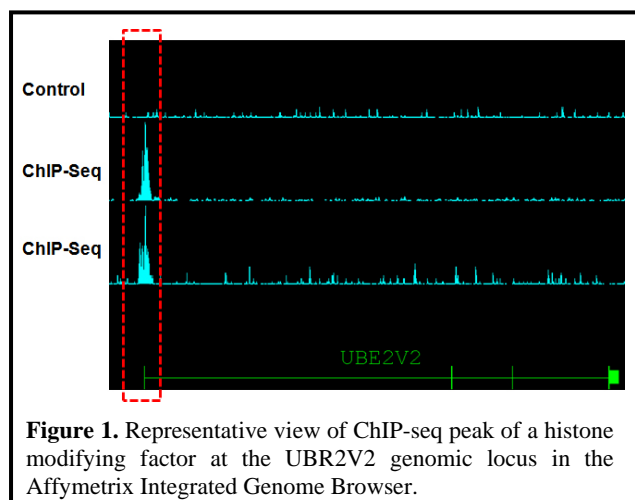 Control
ChIP-Seq
ChIP-Seq
UBE2V2
Figure 1. Representative view of ChIP-seq peak of a histone
modifying factor at the UBR2V2 genomic locus in the
Affymetrix Integrated Genome Browser.